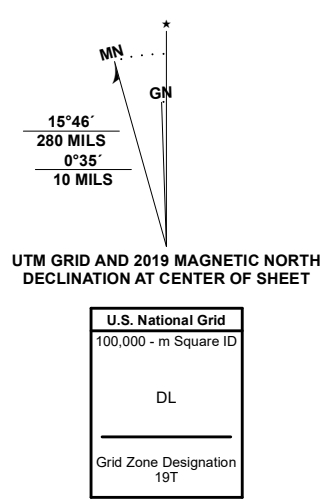 ★
MN
GN
15°46´
280 MILS
0°35´
10 MILS
UTM GRID AND 2019 MAGNETIC NORTH
DECLINATION AT CENTER OF SHEET
U.S. National Grid
100,000 - m Square ID
DL
Grid Zone Designation
19T